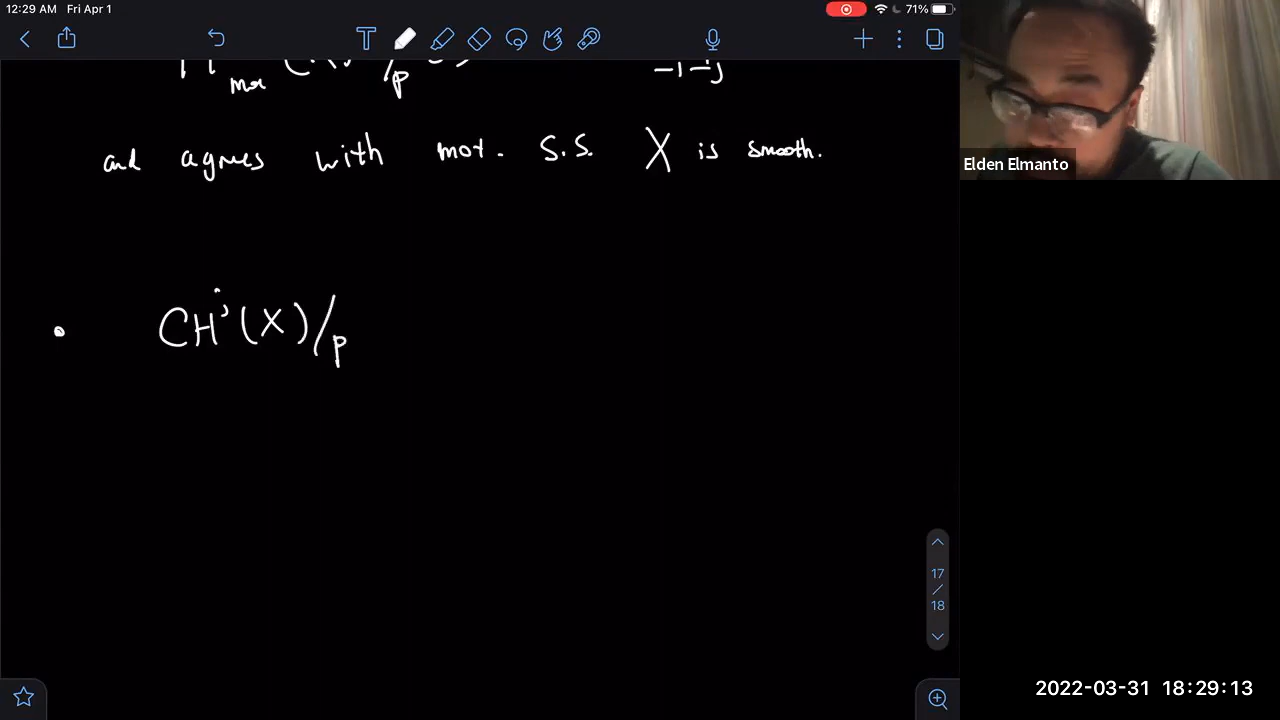 12:29 AM Fri Apr 1
71%
mot /p
-i-j
and agrees with mot. S.S. X is smooth.
• CH^j(X)/p
Elden Elmanto
17
/
18
2022-03-31 18:29:13